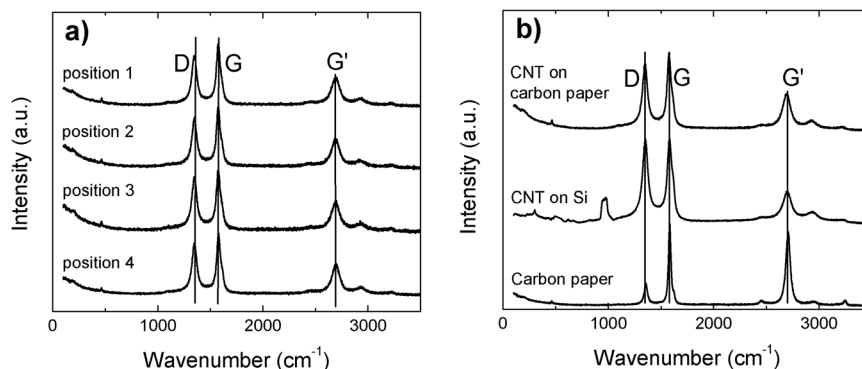 a)
D
G
G'
position 1
position 2
position 3
position 4
Intensity (a.u.)
1000
2000
3000
Wavenumber (cm⁻¹)
b)
D
G
G'
CNT on
carbon paper
CNT on Si
Carbon paper
Intensity (a.u.)
0
1000
2000
3000
Wavenumber (cm⁻¹)